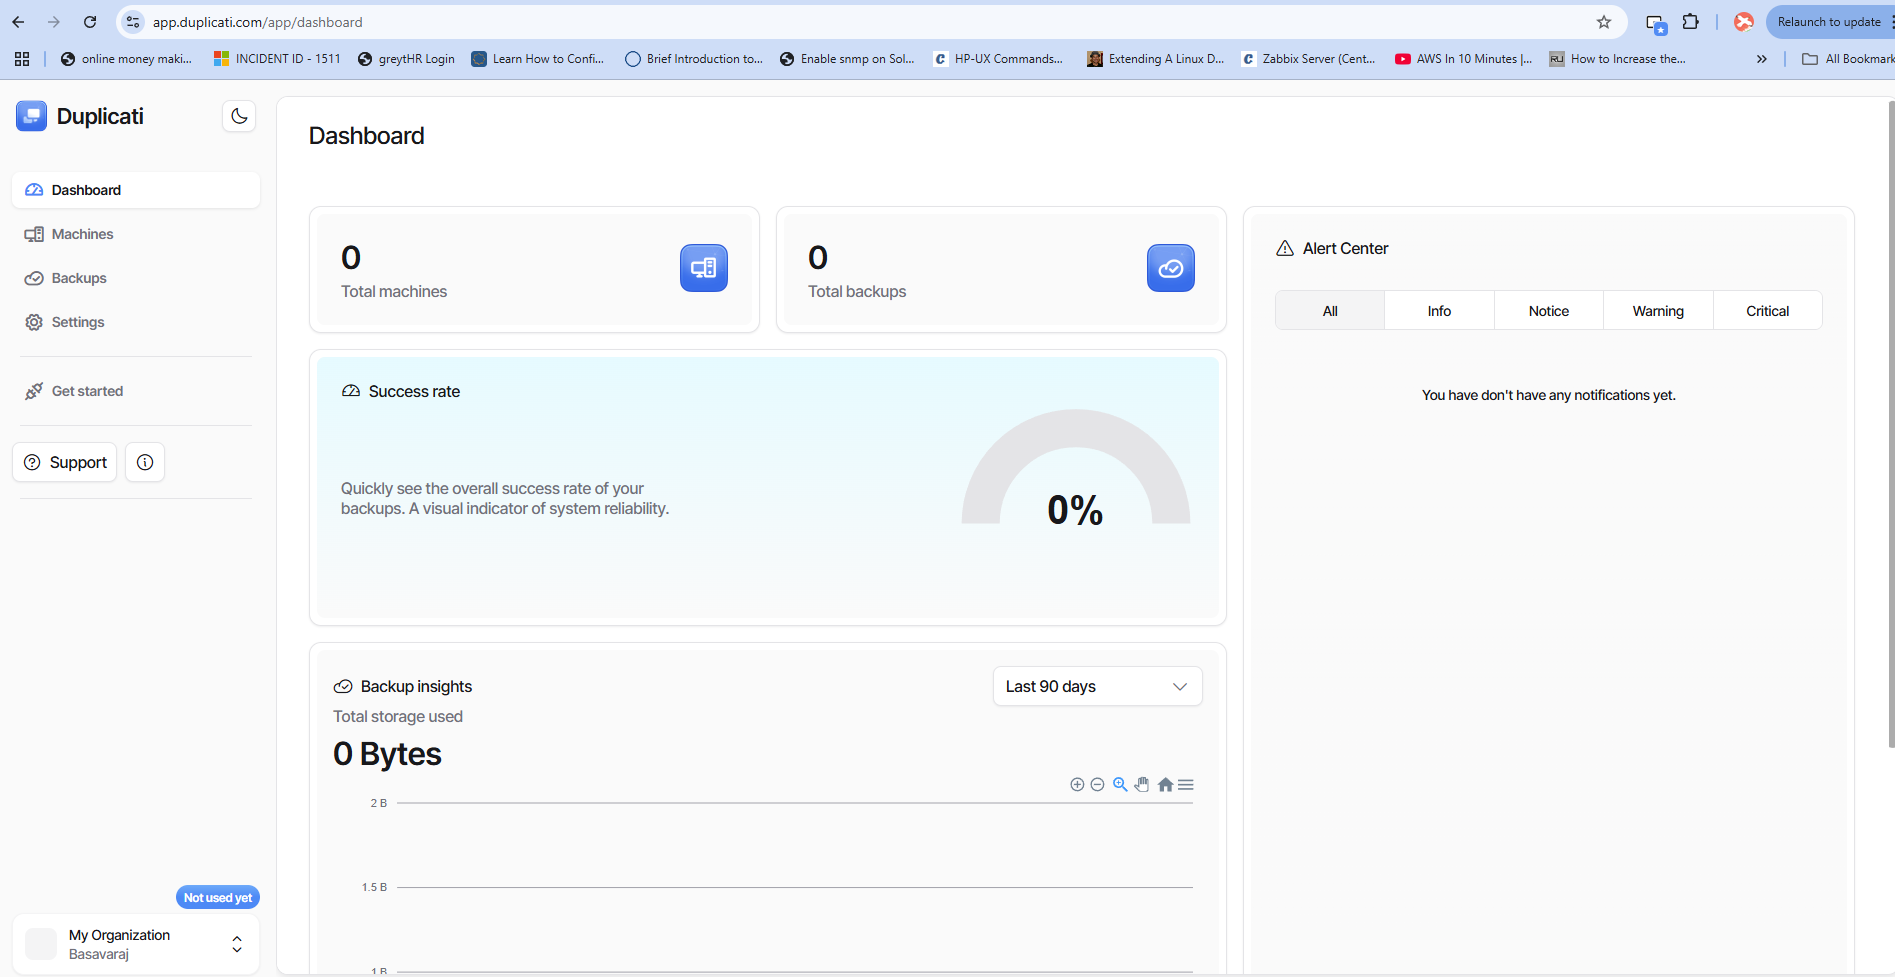 app.duplicati.com/app/dashboard
Relaunch to update
online money maki...
INCIDENT ID - 1511
greytHR Login
Learn How to Confi...
Brief Introduction to...
Enable snmp on Sol...
HP-UX Commands...
Extending A Linux D...
Zabbix Server (Cent...
AWS In 10 Minutes |...
RU
How to Increase the...
All Bookmark
Duplicati
Dashboard
Machines
Backups
Settings
Get started
Support
Not used yet
My Organization
Basavaraj
Dashboard
0
Total machines
0
Total backups
Success rate
Quickly see the overall success rate of your
backups. A visual indicator of system reliability.
0%
Backup insights
Last 90 days
Total storage used
0 Bytes
2 B
1.5 B
1 B
Alert Center
All
Info
Notice
Warning
Critical
You have don't have any notifications yet.